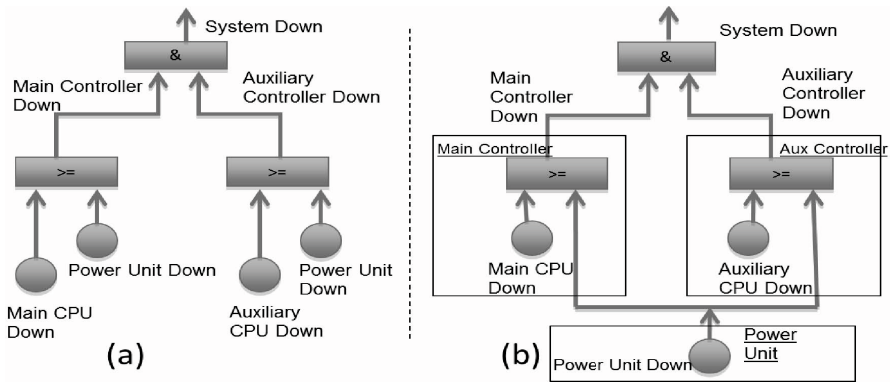 System Down
&
Main Controller
Down
Auxiliary
Controller Down
>=
>=
Power Unit Down
Power Unit
Down
Main CPU
Down
Auxiliary
CPU Down
(a)
System Down
&
Main
Controller
Down
Auxiliary
Controller
Down
Main Controller
Aux Controller
>=
>=
Main CPU
Down
Auxiliary
CPU Down
Power
Unit
Power Unit Down
(b)